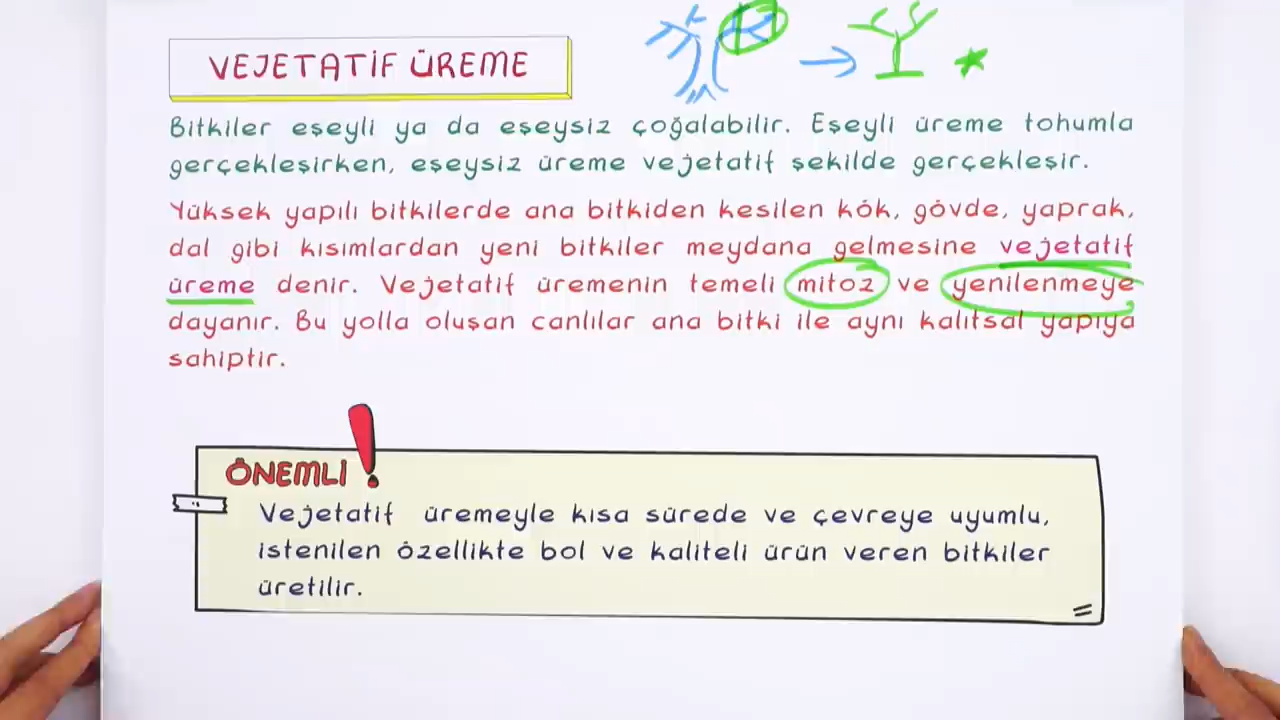 VEJETATİF ÜREME
Bitkiler eşeyli ya da eşeysiz çoğalabilir. Eşeyli üreme tohumla
gerçekleşirken, eşeysiz üreme vejetatif şekilde gerçekleşir.
Yüksek yapılı bitkilerde ana bitkiden kesilen kök, gövde, yaprak,
dal gibi kısımlardan yeni bitkiler meydana gelmesine vejetatif
üreme denir. Vejetatif üremenin temeli mitoz ve yenilenmeye
dayanır. Bu yolla oluşan canlılar ana bitki ile aynı kalıtsal yapıya
sahiptir.
ÖNEMLİ!
Vejetatif üremeyle kısa sürede ve çevreye uyumlu,
istenilen özellikte bol ve kaliteli ürün veren bitkiler
üretilir.